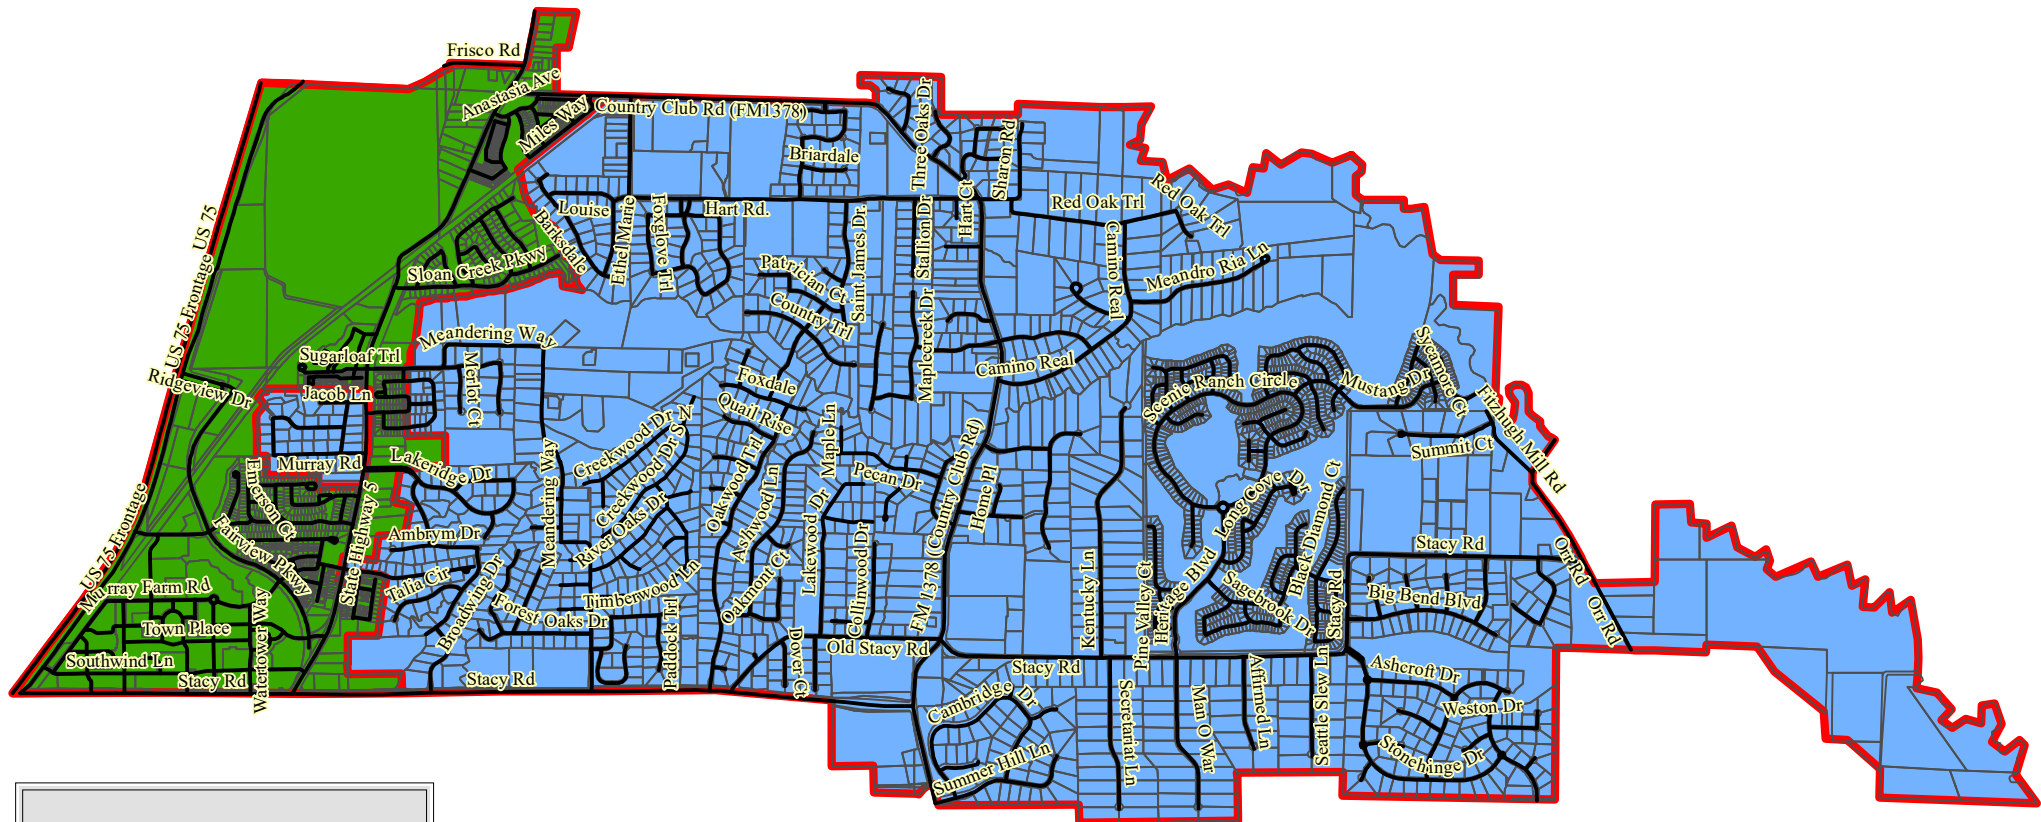 Frisco Rd
Anastasia Ave
Miles Way
Country Club Rd (FM1378)
Three Oaks Dr
Sharon Rd
Briardale
Hart Ct
Red Oak Trl
Red Oak Trl
Louise
Barksdale
Ethel Marie
Foxglove Trl
Hart Rd.
Saint James Dr.
Stallion Dr
Camino Real
Meandro Ria Ln
US 75
US 75 Frontage
Sloan Creek Pkwy
Patrician Ct
Country Trl
Maplecreek Dr
Meandering Way
Sugarloaf Trl
Merlot Ct
Jacob Ln
Ridgeview Dr
Foxdale
Quail Rise
Camino Real
Scenic Ranch Circle
Mustang Dr
Sycamore Ct
Fitzhugh Mill Rd
Summit Ct
Murray Rd
Lakeridge Dr
Emerson Ct
Meandering Way
Creekwood Dr N
Creekwood Dr S
River Oaks Dr
Oakwood Trl
Ashwood Ln
Maple Ln
Pecan Dr
Lakewood Dr
Collinwood Dr
FM 1378 (Country Club Rd)
Home Pl
Long Cove Dr
Black Diamond Ct
Stacy Rd
Orr Rd
Orr Rd
US 75 Frontage
State Highway 5
Fairview Pkwy
Ambrym Dr
Talia Cir
Broadwing Dr
Forest Oaks Dr
Timberwood Ln
Paddock Trl
Oakmont Ct
Dover Ct
Old Stacy Rd
Kentucky Ln
Pine Valley Ct
Heritage Blvd
Sagebrook Dr
Stacy Rd
Big Bend Blvd
Murray Farm Rd
Town Place
Southwind Ln
Watertower Way
Stacy Rd
Stacy Rd
Stacy Rd
Cambridge Dr
Summer Hill Ln
Secretariat Ln
Man O War
Affirmed Ln
Seattle Slew Ln
Ashcroft Dr
Weston Dr
Stonehinge Dr